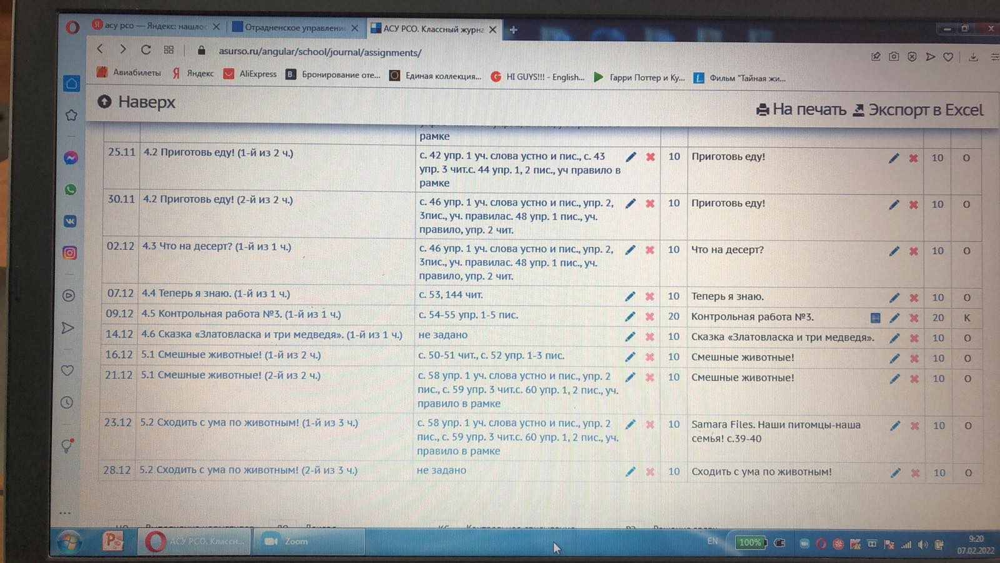 асу рсо — Яндекс: нашлос
Отрадненское управление
АСУ РСО. Классный журна
asurso.ru/angular/school/journal/assignments/
Авиабилеты Яндекс AliExpress Бронирование оте... Единая коллекция... HI GUYS!!! - English... Гарри Поттер и Ку... Фильм "Тайная жи...
Наверх
На печать Экспорт в Excel
рамке
25.11 4.2 Приготовь еду! (1-й из 2 ч.) с. 42 упр. 1 уч. слова устно и пис., с. 43 10 Приготовь еду! 10 О
упр. 3 чит.с. 44 упр. 1, 2 пис., уч правило в
рамке
30.11 4.2 Приготовь еду! (2-й из 2 ч.) с. 46 упр. 1 уч. слова устно и пис., упр. 2, 10 Приготовь еду! 10 О
3пис., уч. правилас. 48 упр. 1 пис., уч.
правило, упр. 2 чит.
02.12 4.3 Что на десерт? (1-й из 1 ч.) с. 46 упр. 1 уч. слова устно и пис., упр. 2, 10 Что на десерт? 10 О
3пис., уч. правилас. 48 упр. 1 пис., уч.
правило, упр. 2 чит.
07.12 4.4 Теперь я знаю. (1-й из 1 ч.) с. 53, 144 чит. 10 Теперь я знаю. 10 О
09.12 4.5 Контрольная работа №3. (1-й из 1 ч.) с. 54-55 упр. 1-5 пис. 20 Контрольная работа №3. 20 К
14.12 4.6 Сказка «Златовласка и три медведя». (1-й из 1 ч.) не задано 10 Сказка «Златовласка и три медведя». 10 О
16.12 5.1 Смешные животные! (1-й из 2 ч.) с. 50-51 чит., с. 52 упр. 1-3 пис. 10 Смешные животные! 10 О
21.12 5.1 Смешные животные! (2-й из 2 ч.) с. 58 упр. 1 уч. слова устно и пис., упр. 2 10 Смешные животные! 10 О
пис., с. 59 упр. 3 чит.с. 60 упр. 1, 2 пис., уч.
правило в рамке
23.12 5.2 Сходить с ума по животным! (1-й из 3 ч.) с. 58 упр. 1 уч. слова устно и пис., упр. 2 10 Samara Files. Наши питомцы-наша 10 О
пис., с. 59 упр. 3 чит.с. 60 упр. 1, 2 пис., уч. семья! с.39-40
правило в рамке
28.12 5.2 Сходить с ума по животным! (2-й из 3 ч.) не задано 10 Сходить с ума по животным! 10 О
АСУ РСО. Классн... Zoom EN 100% 9:20
07.02.2022